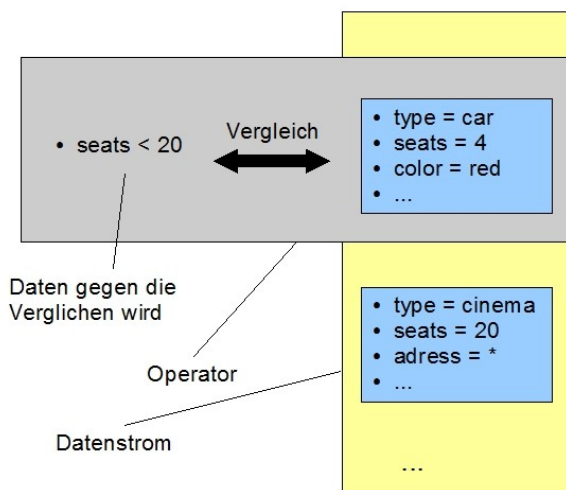 • seats < 20
Vergleich
• type = car
• seats = 4
• color = red
• ...
Daten gegen die
Verglichen wird
• type = cinema
• seats = 20
• adress = *
• ...
Operator
Datenstrom
...